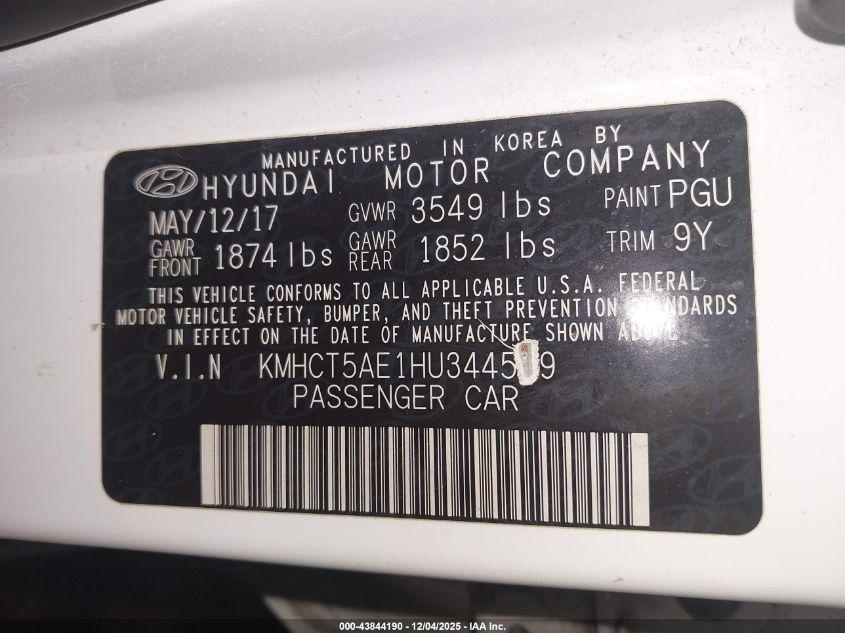 MANUFACTURED IN KOREA BY
HYUNDAI MOTOR COMPANY
MAY/12/17 GVWR 3549 lbs PAINT PGU
GAWR FRONT 1874 lbs GAWR REAR 1852 lbs TRIM 9Y
THIS VEHICLE CONFORMS TO ALL APPLICABLE U.S.A. FEDERAL
MOTOR VEHICLE SAFETY, BUMPER, AND THEFT PREVENTION STANDARDS
IN EFFECT ON THE DATE OF MANUFACTURE SHOWN ABOVE
V.I.N
PASSENGER CAR
000-43844190 - 12/04/2025 - IAA Inc.